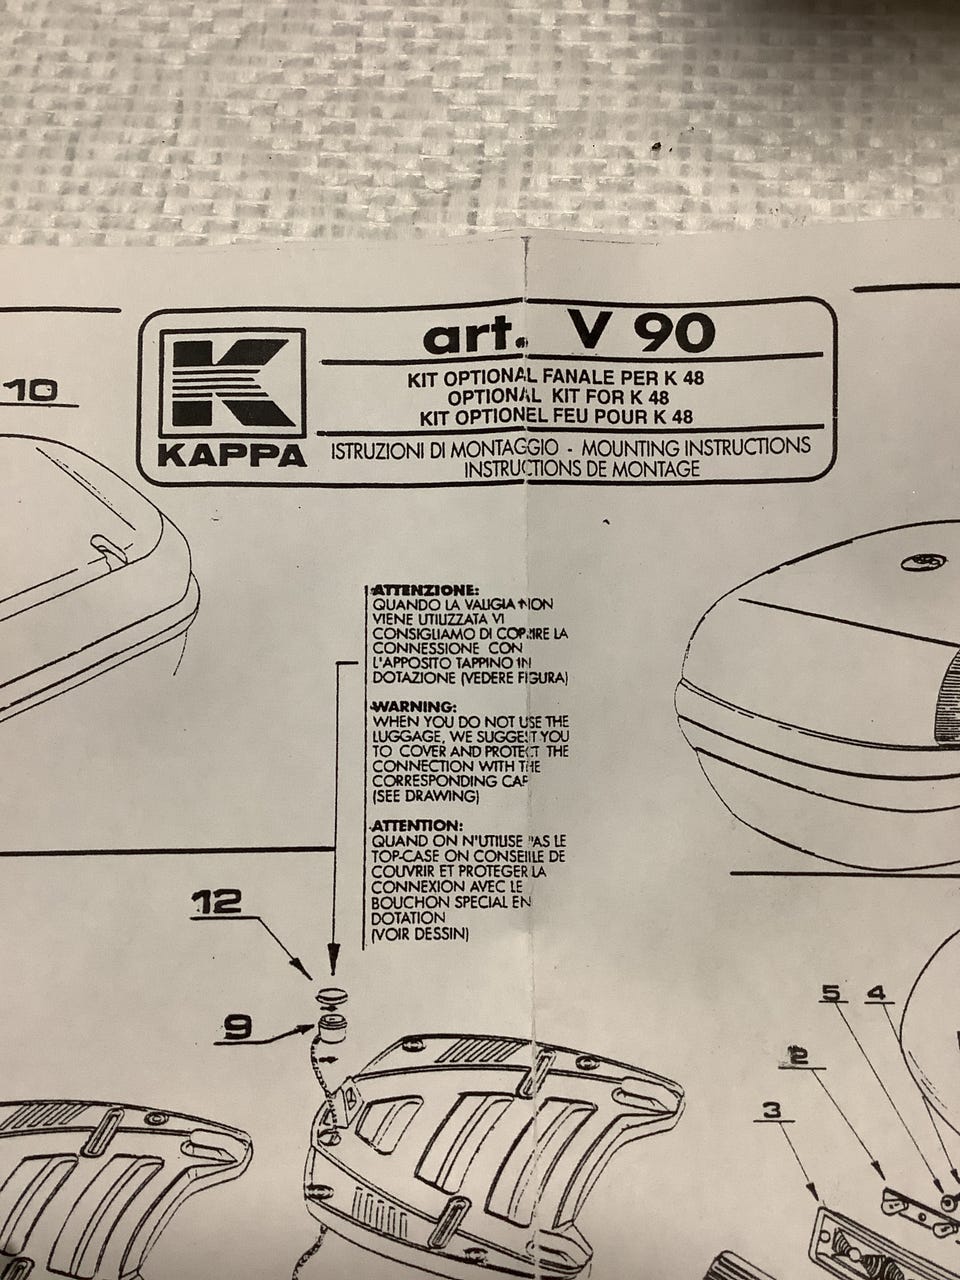 art. V 90
KIT OPTIONAL FANALE PER K 48
OPTIONAL KIT FOR K 48
KIT OPTIONEL FEU POUR K 48
KAPPA
ISTRUZIONI DI MONTAGGIO - MOUNTING INSTRUCTIONS
INSTRUCTIONS DE MONTAGE
10
ATTENZIONE:
QUANDO LA VALIGIA NON
VIENE UTILIZZATA VI
CONSIGLIAMO DI COPRIRE LA
CONNESSIONE CON
L'APPOSITO TAPPINO IN
DOTAZIONE (VEDERE FIGURA)
WARNING:
WHEN YOU DO NOT USE THE
LUGGAGE, WE SUGGEST YOU
TO COVER AND PROTECT THE
CONNECTION WITH THE
CORRESPONDING CAP
(SEE DRAWING)
ATTENTION:
QUAND ON N'UTILISE PAS LE
TOP-CASE ON CONSEILLE DE
COUVRIR ET PROTEGER LA
CONNEXION AVEC LE
BOUCHON SPECIAL EN
DOTATION
(VOIR DESSIN)
12
9
5 4
2
3